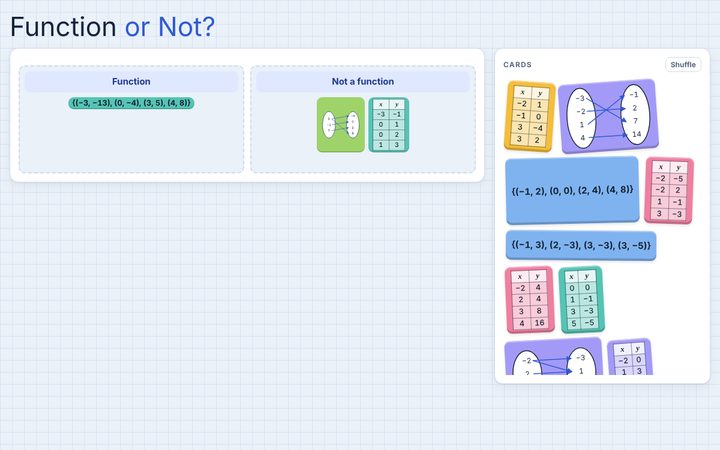 Function or Not?
Function
{(−3, −13), (0, −4), (3, 5), (4, 8)}
Not a function
x y
−3 −1
0 1
0 2
1 3
CARDS
Shuffle
x y
−2 1
−1 0
3 −4
3 2
−3 −1
−2 2
1 7
4 14
{(−1, 2), (0, 0), (2, 4), (4, 8)}
x y
−2 −5
−2 2
1 −1
3 −3
{(−1, 3), (2, −3), (3, −3), (3, −5)}
x y
−2 4
2 4
3 8
4 16
x y
0 0
1 −1
3 −3
5 −5
−2 −3
1
x y
−2 0
1 3